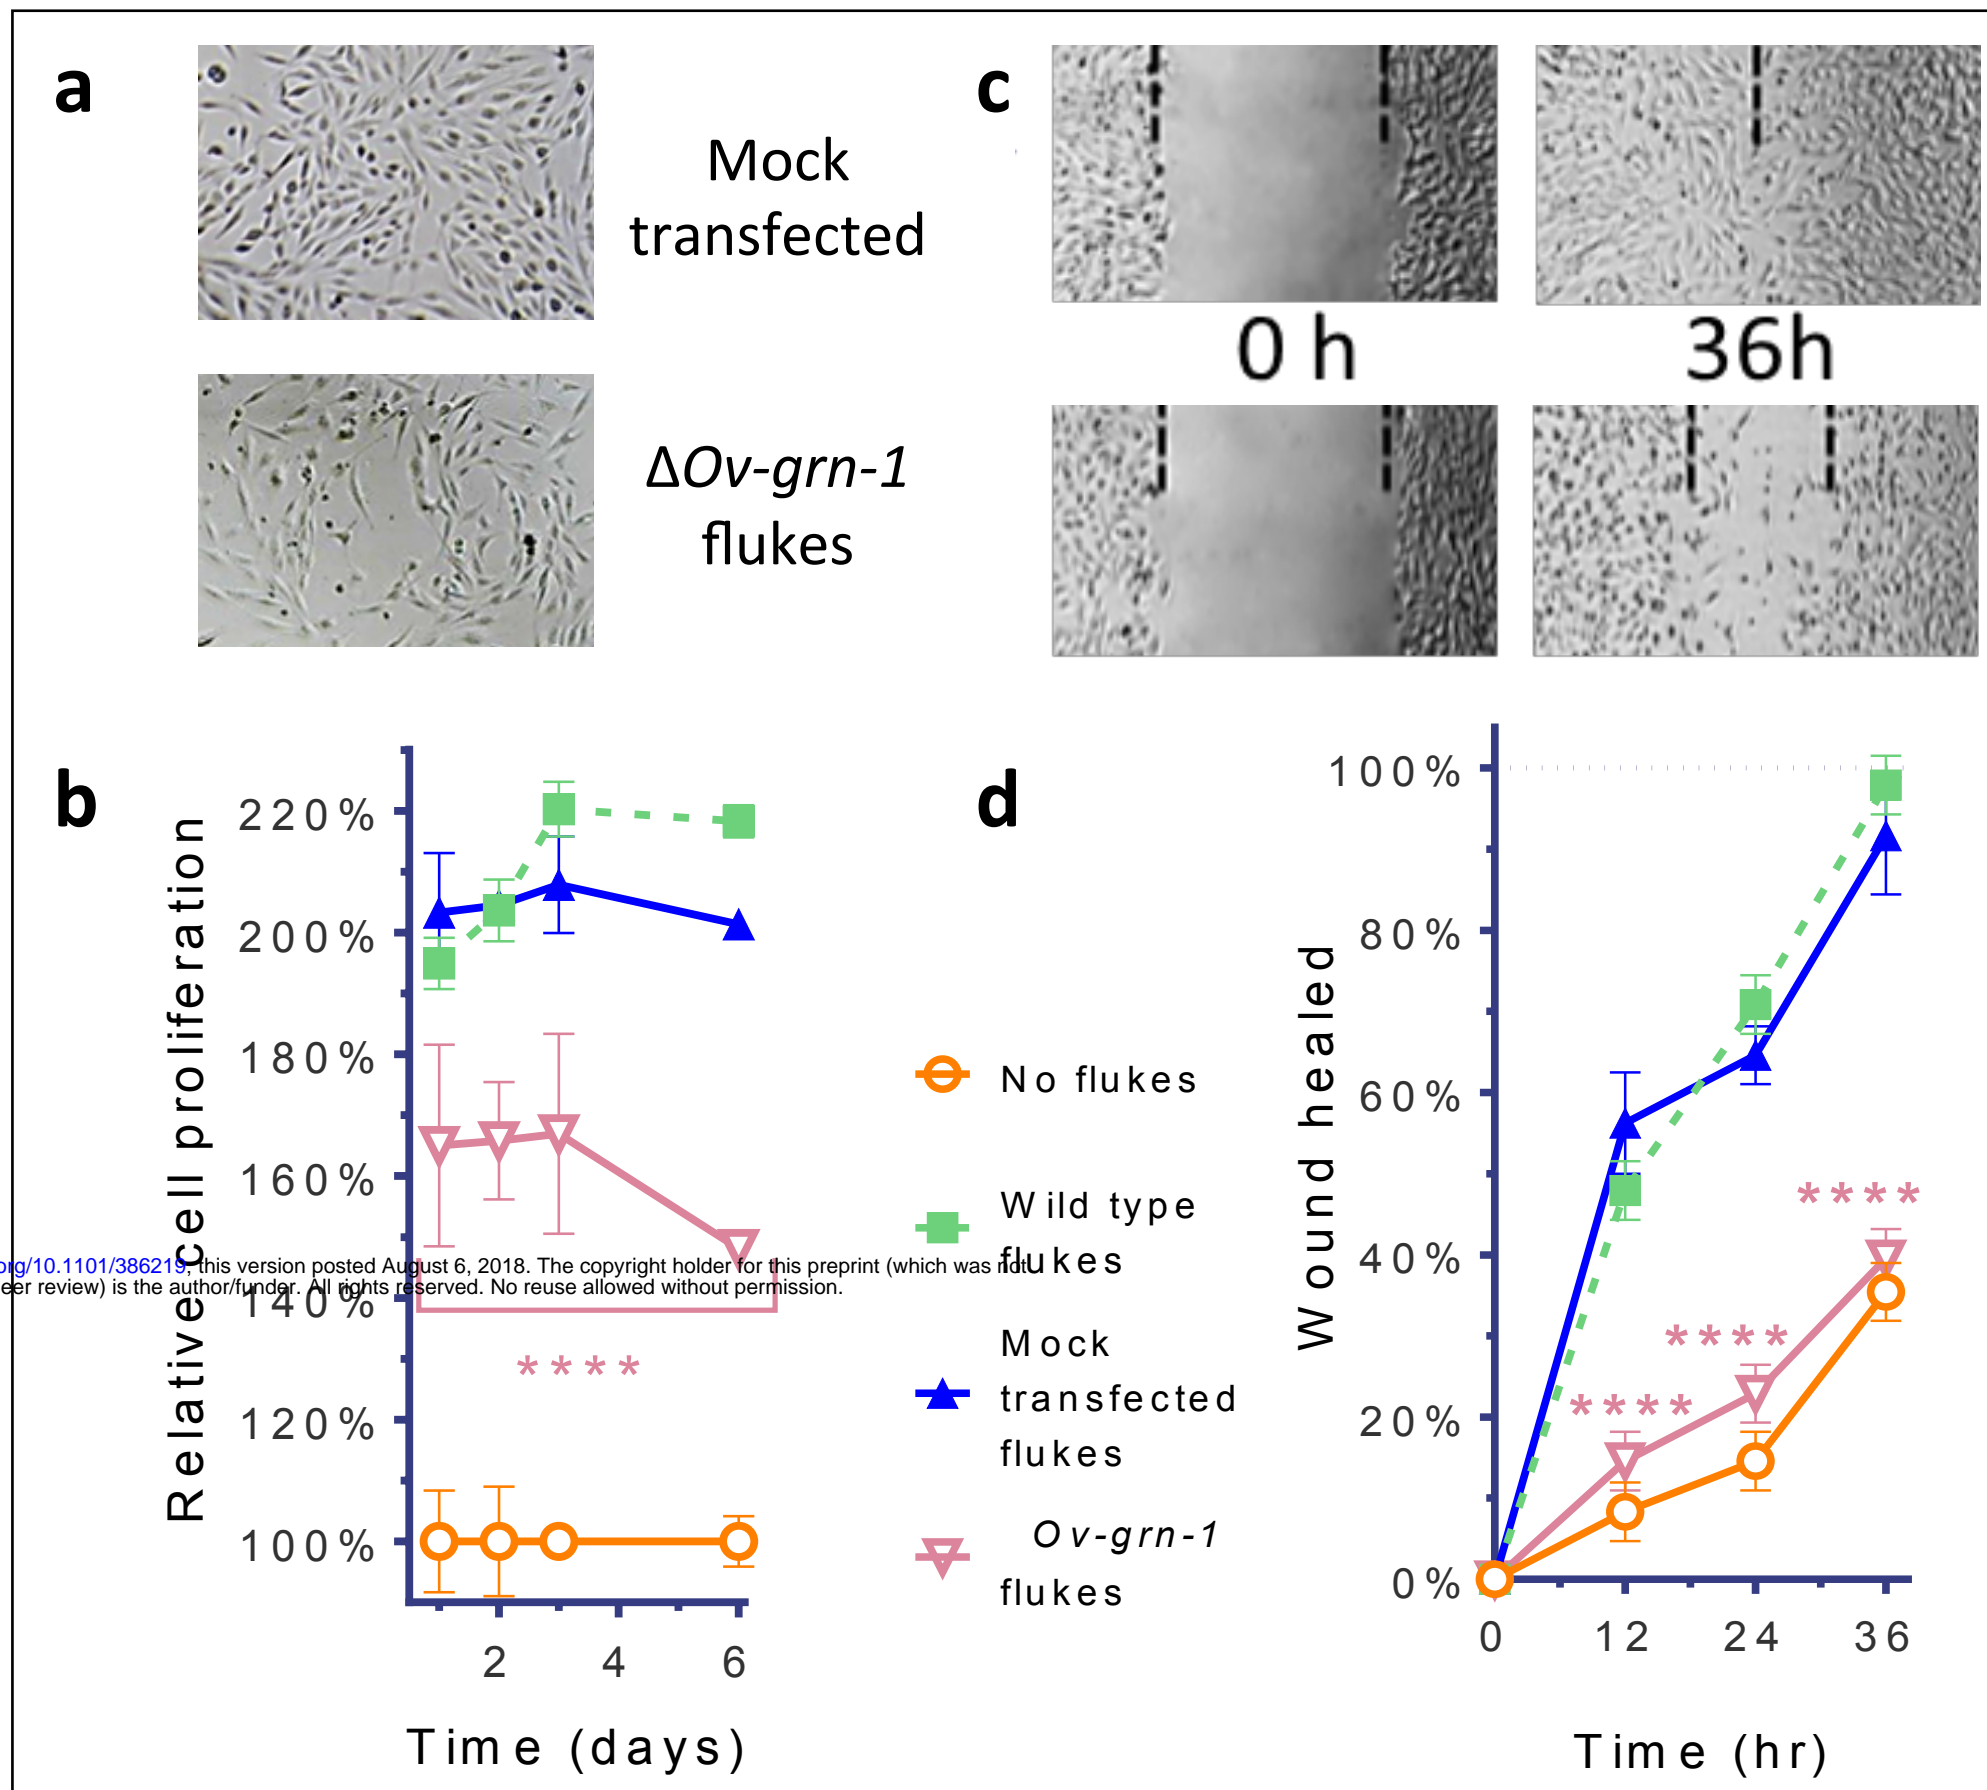 a
Mock
transfected
ΔOv-grn-1
flukes
c
0 h
36h
b
Relative cell proliferation
220%
200%
180%
160%
140%
120%
100%
****
2
4
6
Time (days)
No flukes
Wild type
flukes
Mock
transfected
flukes
Ov-grn-1
flukes
org/10.1101/386219, this version posted August 6, 2018. The copyright holder for this preprint (which was not
eer review) is the author/funder. All rights reserved. No reuse allowed without permission.
d
Wound healed
100%
80%
60%
40%
20%
0%
****
****
****
0
12
24
36
Time (hr)